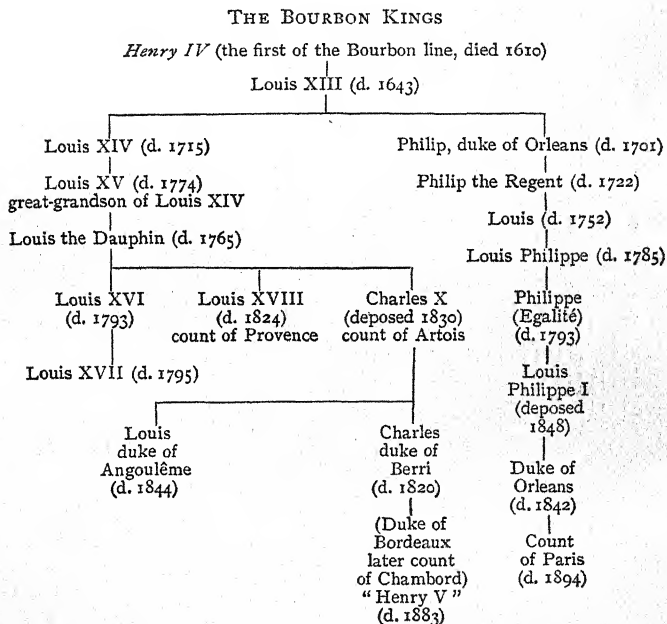 THE BOURBON KINGS
Henry IV (the first of the Bourbon line, died 1610)
Louis XIII (d. 1643)
Louis XIV (d. 1715)
Philip, duke of Orleans (d. 1701)
Louis XV (d. 1774)
great-grandson of Louis XIV
Philip the Regent (d. 1722)
Louis (d. 1752)
Louis the Dauphin (d. 1765)
Louis Philippe (d. 1785)
Louis XVI
(d. 1793)
Louis XVIII
(d. 1824)
count of Provence
Charles X
(deposed 1830)
count of Artois
Philippe
(Egalité)
(d. 1793)
Louis XVII (d. 1795)
Louis
Philippe I
(deposed
1848)
Louis
duke of
Angoulême
(d. 1844)
Charles
duke of
Berri
(d. 1820)
Duke of
Orleans
(d. 1842)
(Duke of
Bordeaux
later count
of Chambord)
"Henry V"
(d. 1883)
Count
of Paris
(d. 1894)